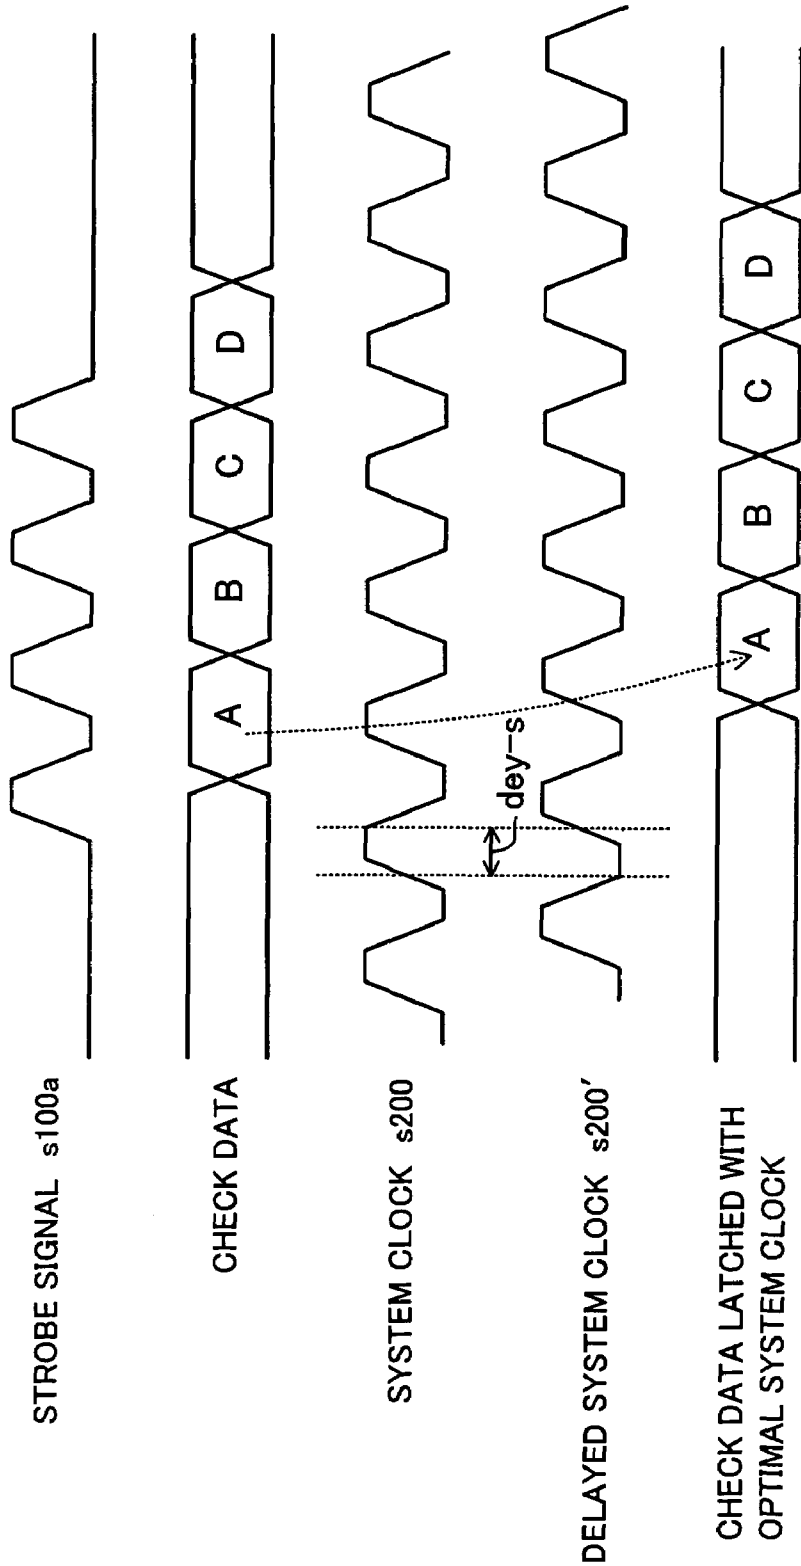 STROBE SIGNAL s100a
CHECK DATA
A B C D
SYSTEM CLOCK s200
dey-s
DELAYED SYSTEM CLOCK s200'
CHECK DATA LATCHED WITH
OPTIMAL SYSTEM CLOCK
A B C D